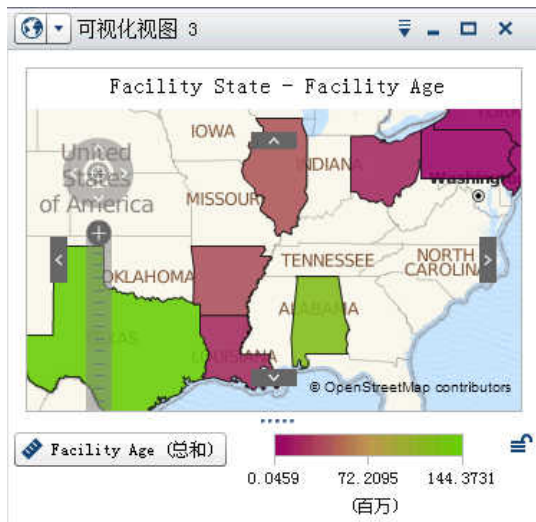 可视化视图 3
Facility State - Facility Age
IOWA
United
States
of America
INDIANA
MISSOURI
Washington
OKLAHOMA
TENNESSEE
NORTH
CAROLINA
ALABAMA
TEXAS
LOUISIANA
© OpenStreetMap contributors
Facility Age (总和)
0.0459 72.2095 144.3731
(百万)